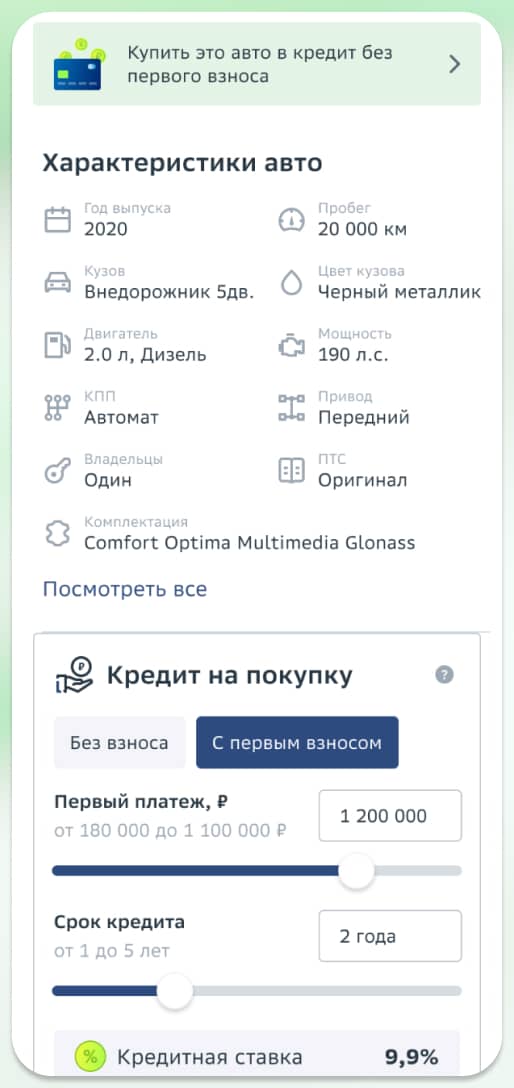 Купить это авто в кредит без
первого взноса
Характеристики авто
Год выпуска
2020
Пробег
20 000 км
Кузов
Внедорожник 5дв.
Цвет кузова
Черный металлик
Двигатель
2.0 л, Дизель
Мощность
190 л.с.
КПП
Автомат
Привод
Передний
Владельцы
Один
ПТС
Оригинал
Комплектация
Comfort Optima Multimedia Glonass
Посмотреть все
Кредит на покупку
?
Без взноса
С первым взносом
Первый платеж, ₽
от 180 000 до 1 100 000 ₽
1 200 000
Срок кредита
от 1 до 5 лет
2 года
% Кредитная ставка 9,9%